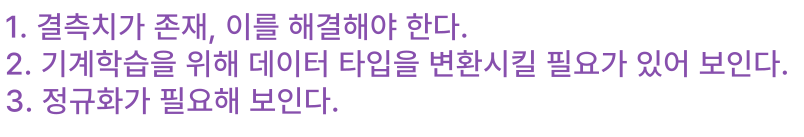 1. 결측치가 존재, 이를 해결해야 한다.
2. 기계학습을 위해 데이터 타입을 변환시킬 필요가 있어 보인다.
3. 정규화가 필요해 보인다.